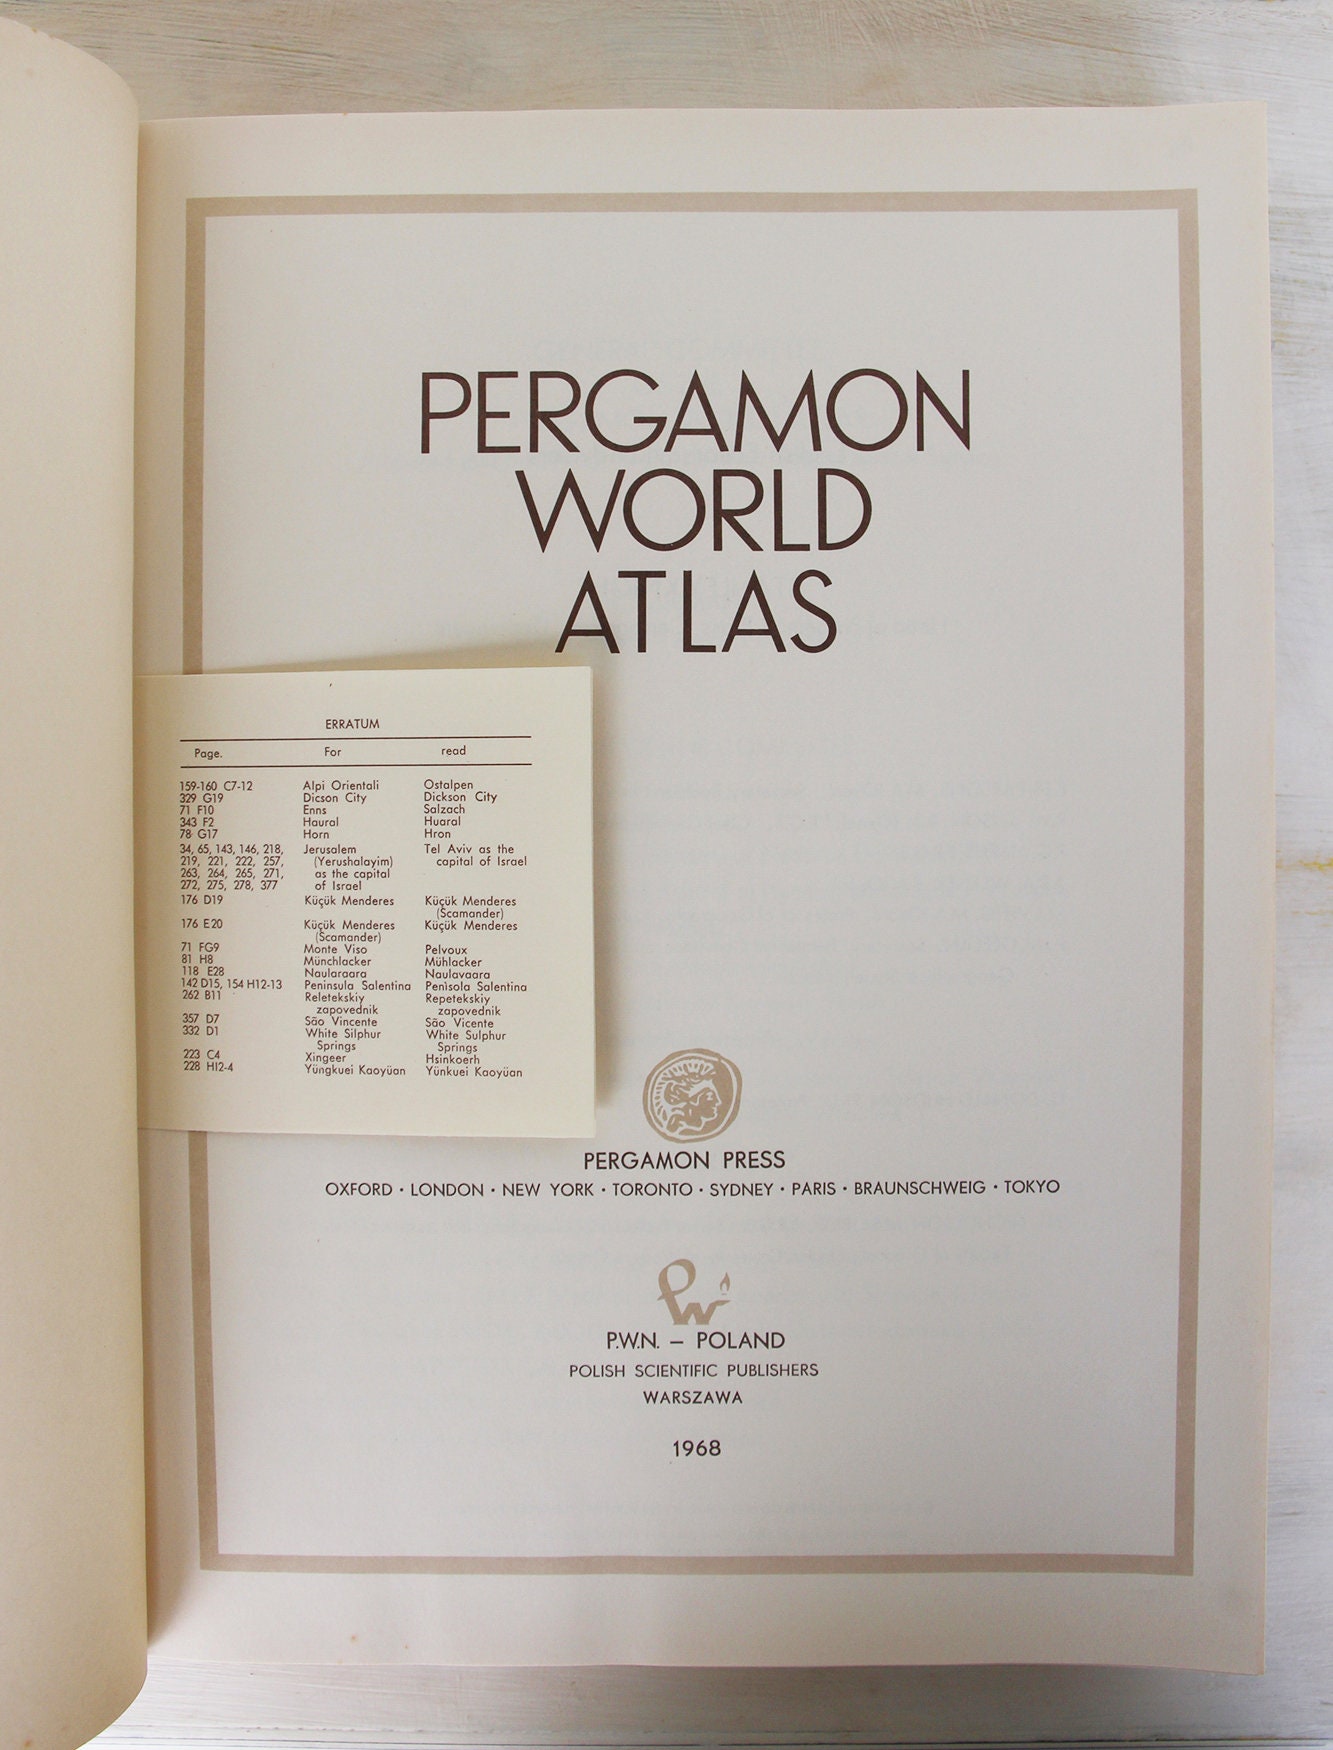 PERGAMON
WORLD
ATLAS
ERRATUM
Page. For read
159-160 C7-12 Alpi Orientali Ostalpen
329 G19 Dicson City Dickson City
71 F10 Enns Salzach
343 F2 Haural Huaral
78 G17 Horn Hron
34, 65, 143, 146, 218, Jerusalem Tel Aviv as the
219, 221, 222, 257, (Yerushalayim) capital of Israel
263, 264, 265, 271, as the capital
272, 275, 278, 377 of Israel
176 D19 Küçük Menderes Küçük Menderes
(Scamander)
176 E20 Küçük Menderes Küçük Menderes
(Scamander)
71 FG9 Monte Viso Pelvoux
81 H8 Münchlacker Mühlacker
118 E28 Naularaara Naulavaara
142 D15, 154 H12-13 Peninsula Salentina Penìsola Salentina
262 B11 Reletekskiy Repetekskiy
zapovednik zapovednik
357 D7 São Vincente São Vicente
332 D1 White Silphur White Sulphur
Springs Springs
223 C4 Xingeer Hsinkoerh
228 HI2-4 Yüngkuei Kaoyüan Yünkuei Kaoyüan
PERGAMON PRESS
OXFORD · LONDON · NEW YORK · TORONTO · SYDNEY · PARIS · BRAUNSCHWEIG · TOKYO
PW
P.W.N. – POLAND
POLISH SCIENTIFIC PUBLISHERS
WARSZAWA
1968